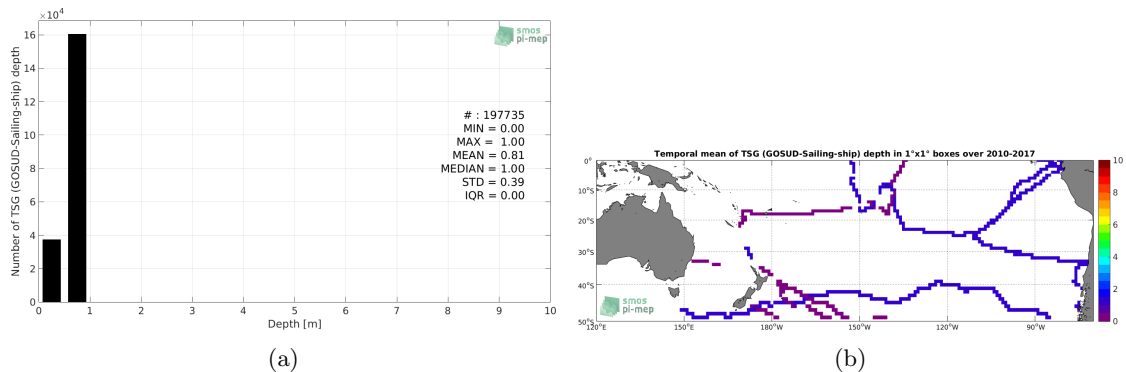 ×10⁴
16
14
12
10
8
6
4
2
0
Number of TSG (GOSUD-Sailing-ship) depth
smos
pi-mep
# : 197735
MIN = 0.00
MAX = 1.00
MEAN = 0.81
MEDIAN = 1.00
STD = 0.39
IQR = 0.00
0 1 2 3 4 5 6 7 8 9 10
Depth [m]
(a)
Temporal mean of TSG (GOSUD-Sailing-ship) depth in 1°x1° boxes over 2010-2017
0°
10°S
20°S
30°S
40°S
50°S
120°E 150°E 180°W 150°W 120°W 90°W
smos
pi-mep
10
8
6
4
2
0
(b)